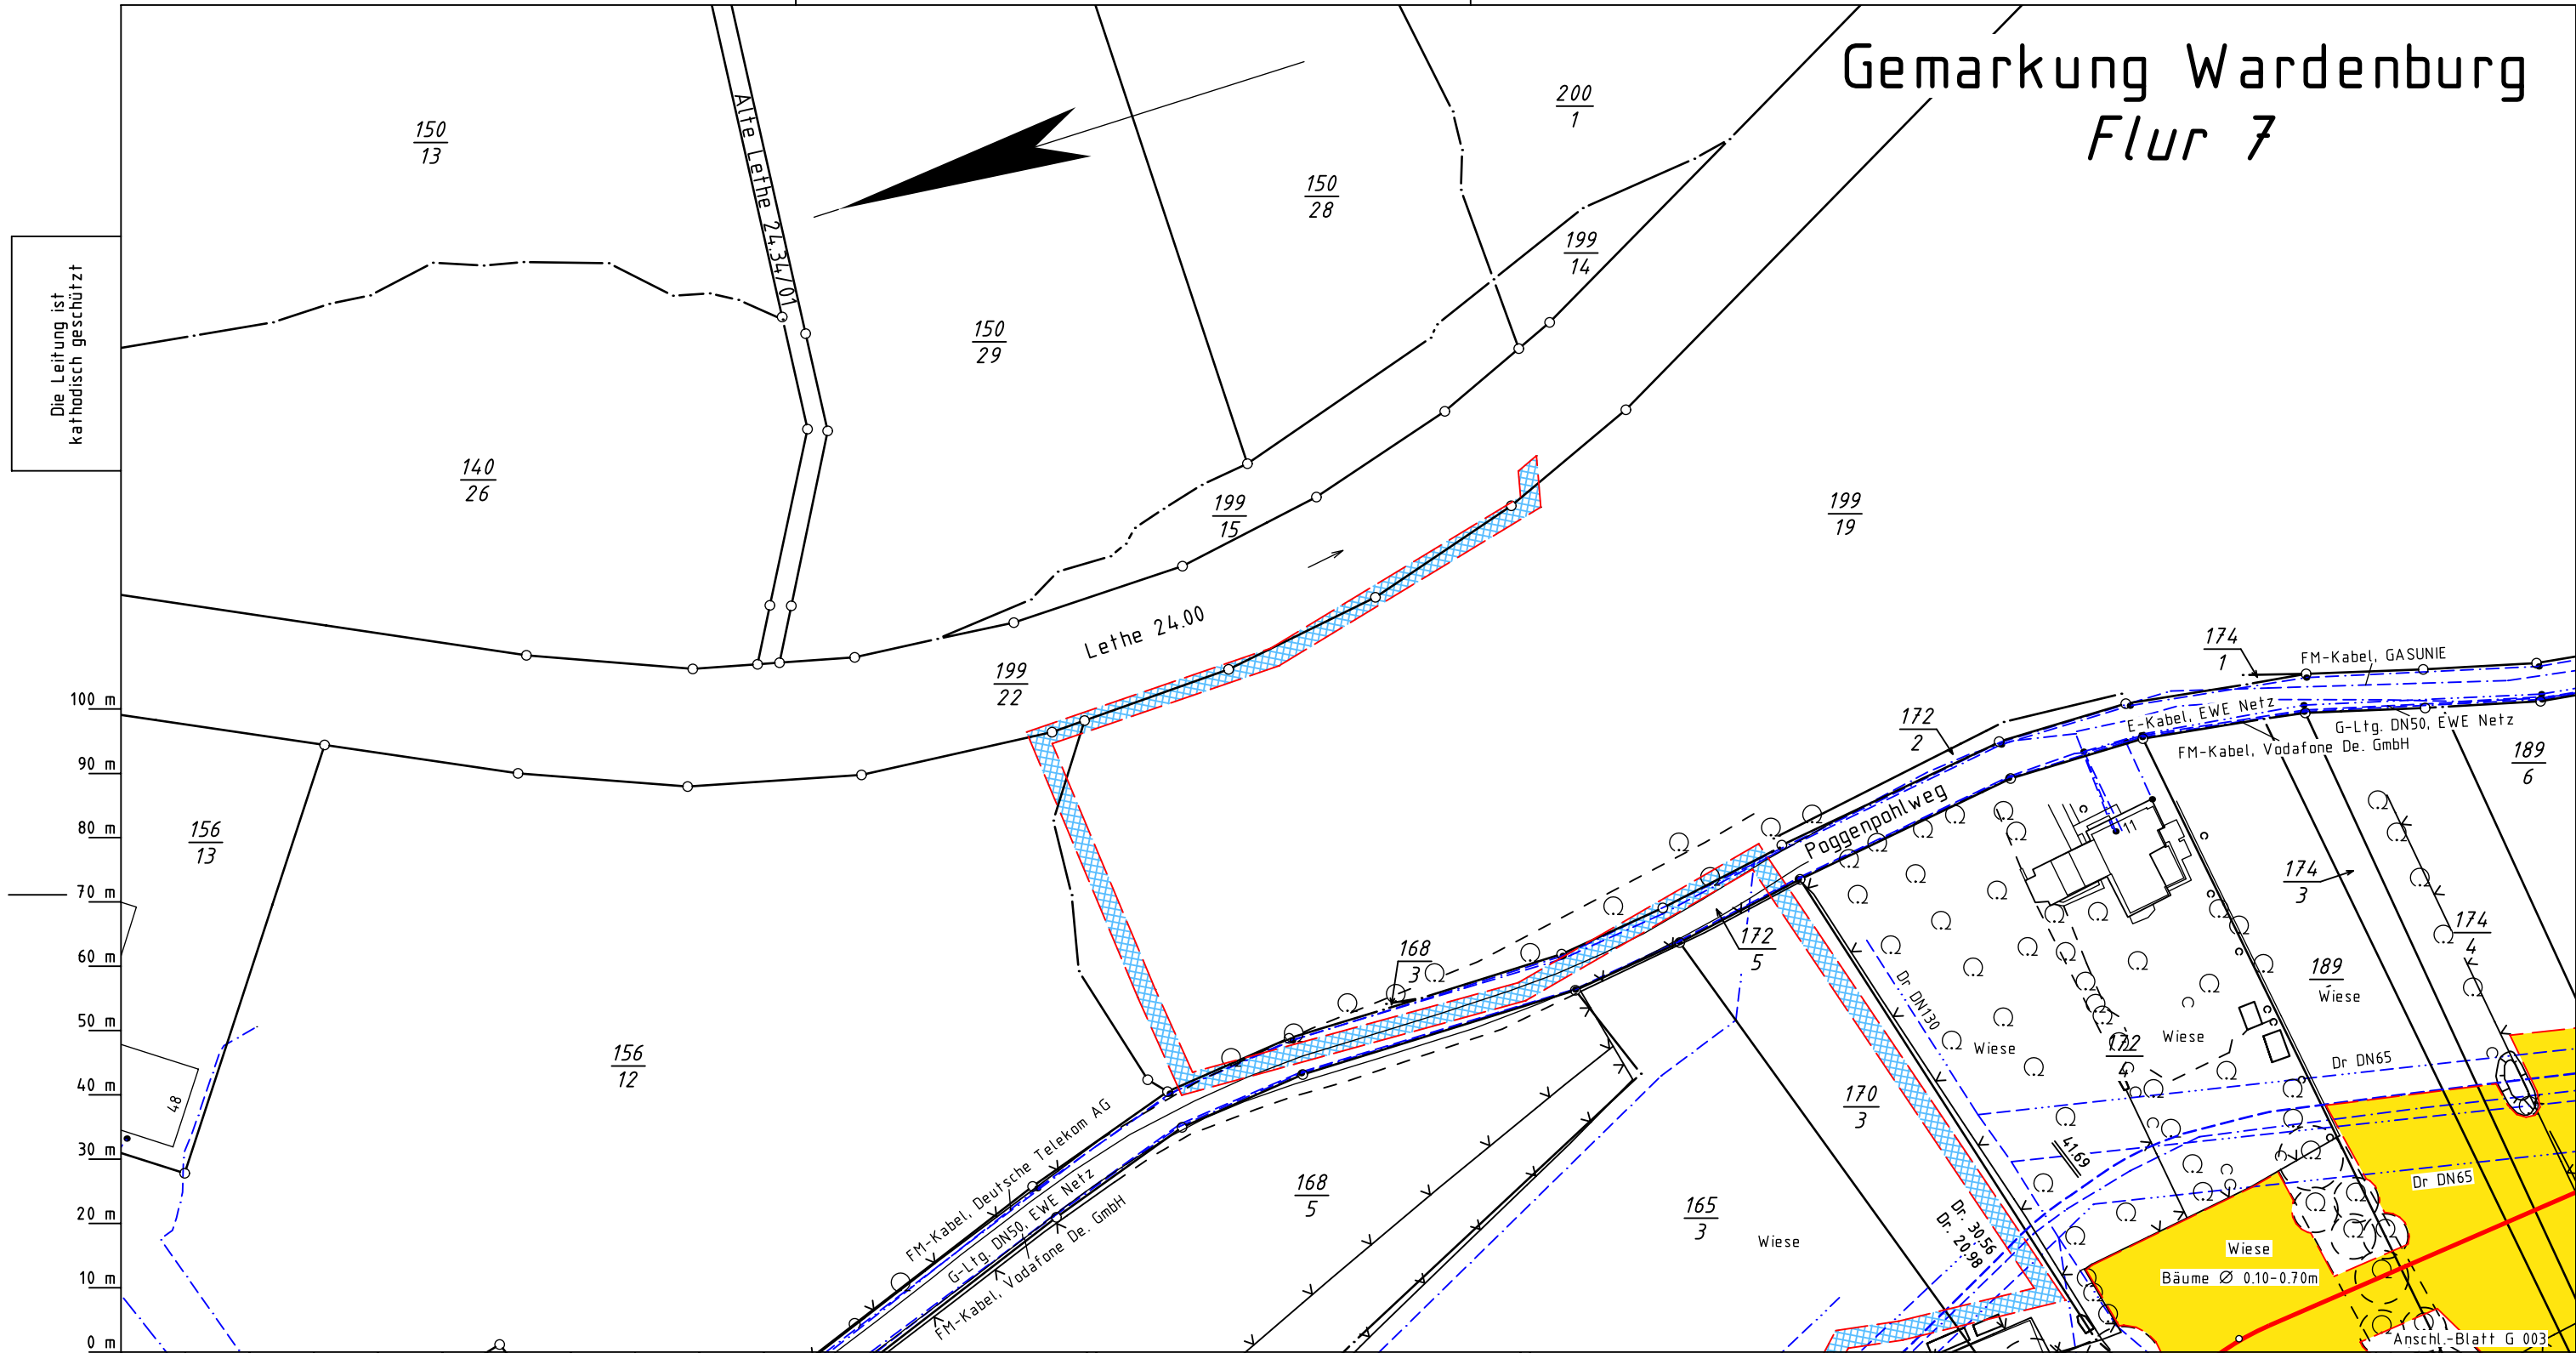 Gemarkung Wardenburg
Flur 7
200
1
150
13
Alte Lethe 24.34/01
150
28
199
14
Die Leitung ist
kathodisch geschützt
150
29
140
26
199
15
199
19
Lethe 24.00
199
22
174
1
FM-Kabel, GASUNIE
172
2
E-Kabel, EWE Netz
G-Ltg. DN50, EWE Netz
FM-Kabel, Vodafone De. GmbH
189
6
100 m
90 m
80 m
70 m
60 m
50 m
40 m
30 m
20 m
10 m
0 m
156
13
Poggenpohlweg
11
174
3
174
4
168
3
172
5
189
Wiese
Dr DN130
Wiese
Wiese
172
4
Dr DN65
156
12
48
170
3
41.69
FM-Kabel, Deutsche Telekom AG
G-Ltg. DN50, EWE Netz
FM-Kabel, Vodafone De. GmbH
168
5
165
3
Wiese
Dr. 30.56
Dr. 20.98
Dr DN65
Wiese
Bäume Ø 0.10-0.70m
Anschl.-Blatt G 003